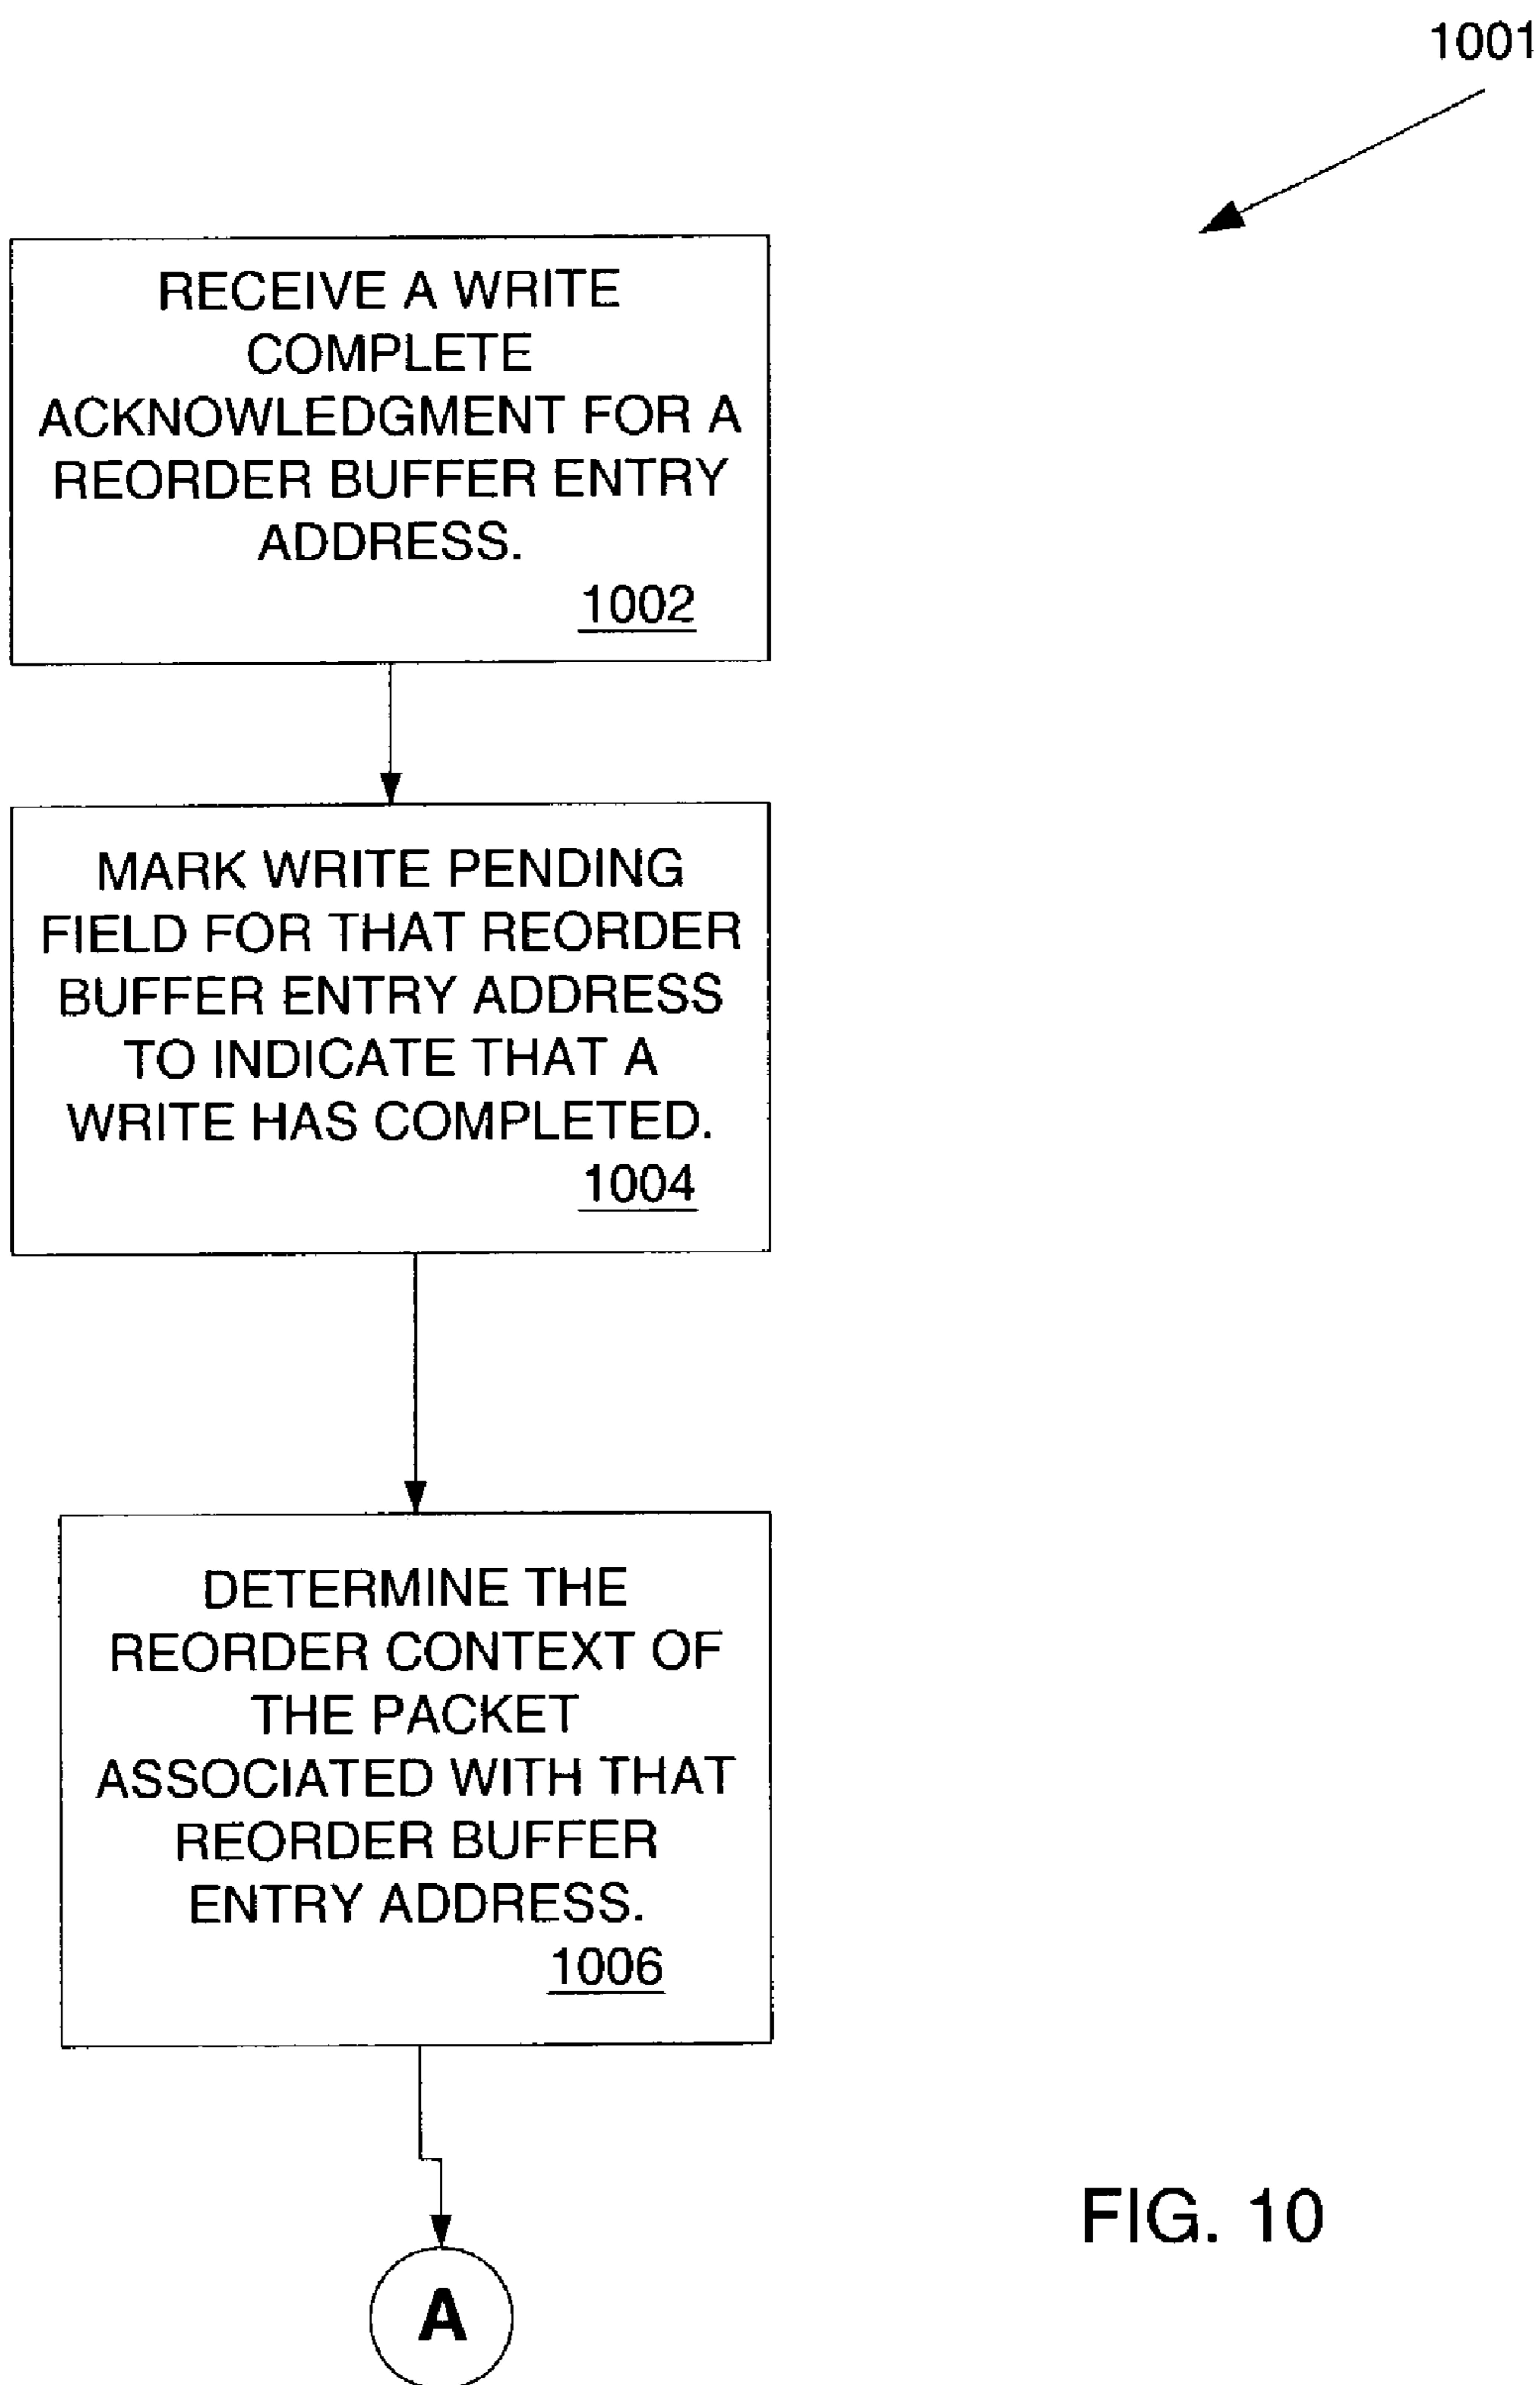 1001
RECEIVE A WRITE
COMPLETE
ACKNOWLEDGMENT FOR A
REORDER BUFFER ENTRY
ADDRESS.
1002
MARK WRITE PENDING
FIELD FOR THAT REORDER
BUFFER ENTRY ADDRESS
TO INDICATE THAT A
WRITE HAS COMPLETED.
1004
DETERMINE THE
REORDER CONTEXT OF
THE PACKET
ASSOCIATED WITH THAT
REORDER BUFFER
ENTRY ADDRESS.
1006
FIG. 10
A